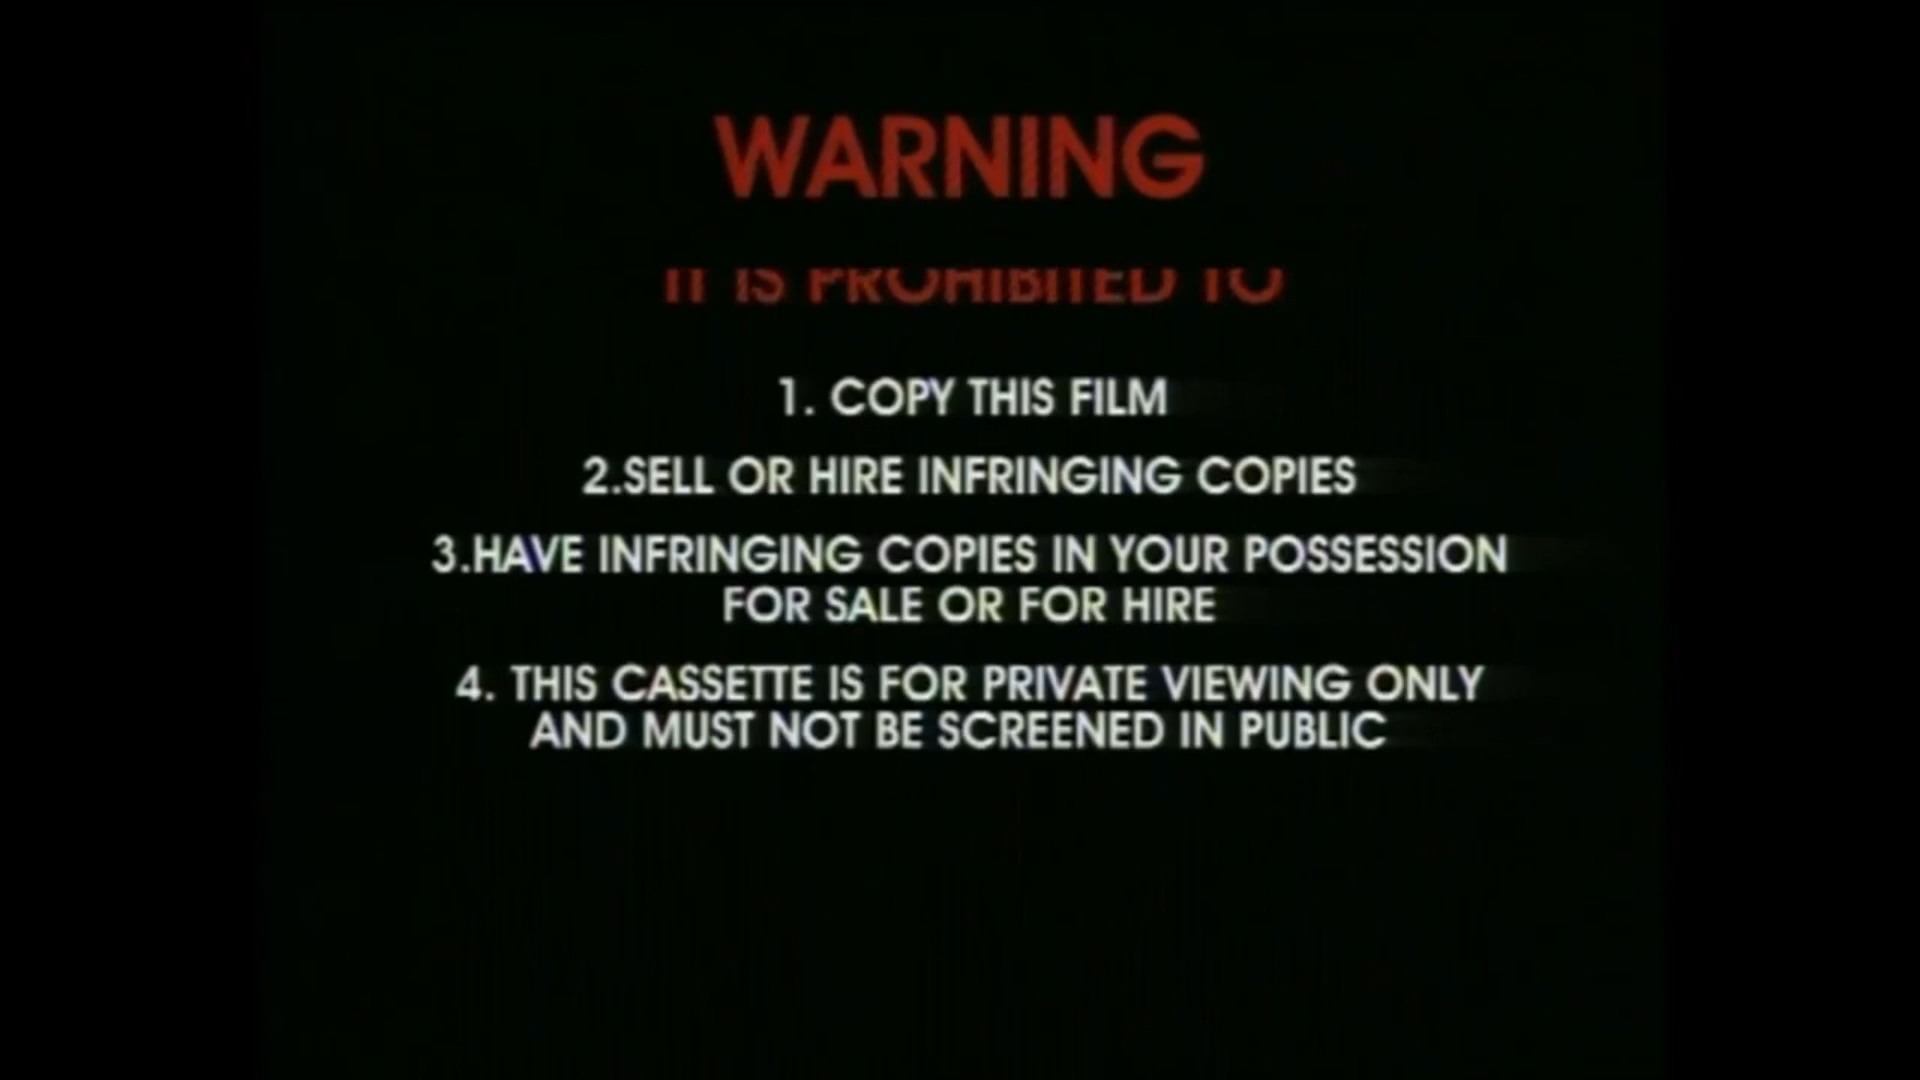 WARNING
IT IS PROHIBITED TO
1. COPY THIS FILM
2.SELL OR HIRE INFRINGING COPIES
3.HAVE INFRINGING COPIES IN YOUR POSSESSION
FOR SALE OR FOR HIRE
4. THIS CASSETTE IS FOR PRIVATE VIEWING ONLY
AND MUST NOT BE SCREENED IN PUBLIC